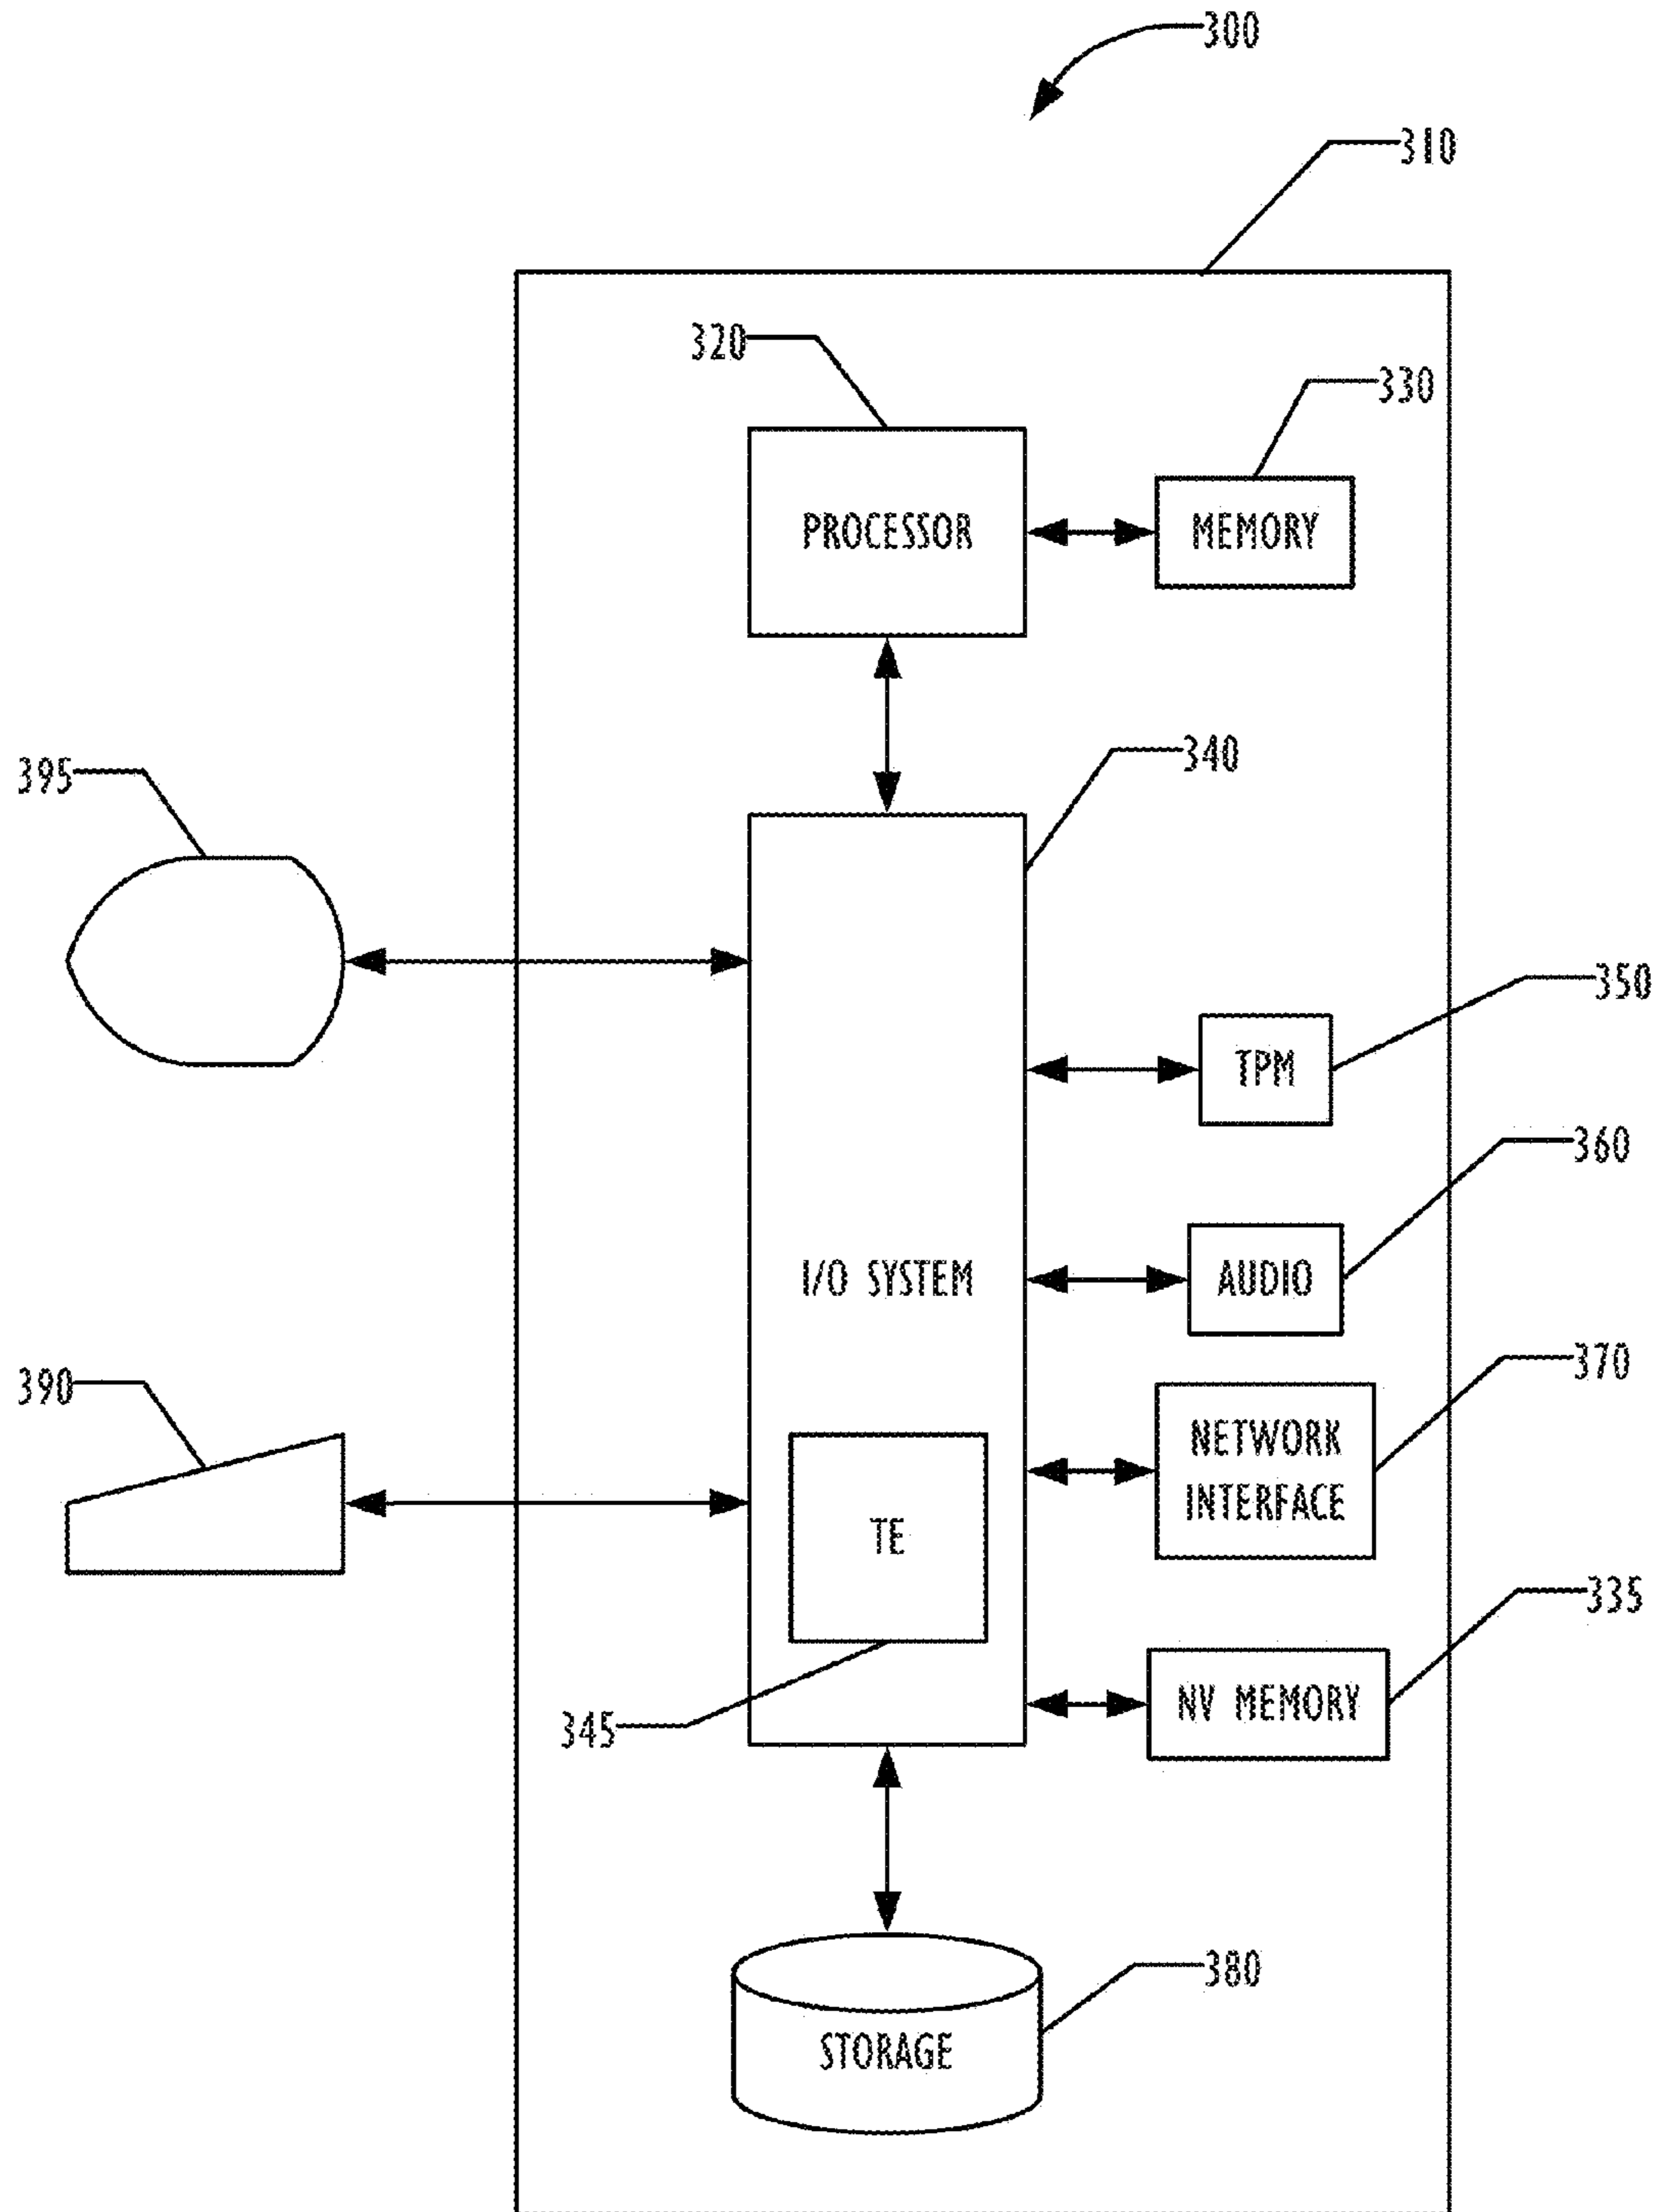 300
310
320
330
PROCESSOR
MEMORY
340
395
350
TPM
360
I/O SYSTEM
AUDIO
370
390
NETWORK
INTERFACE
TE
335
NV MEMORY
345
380
STORAGE